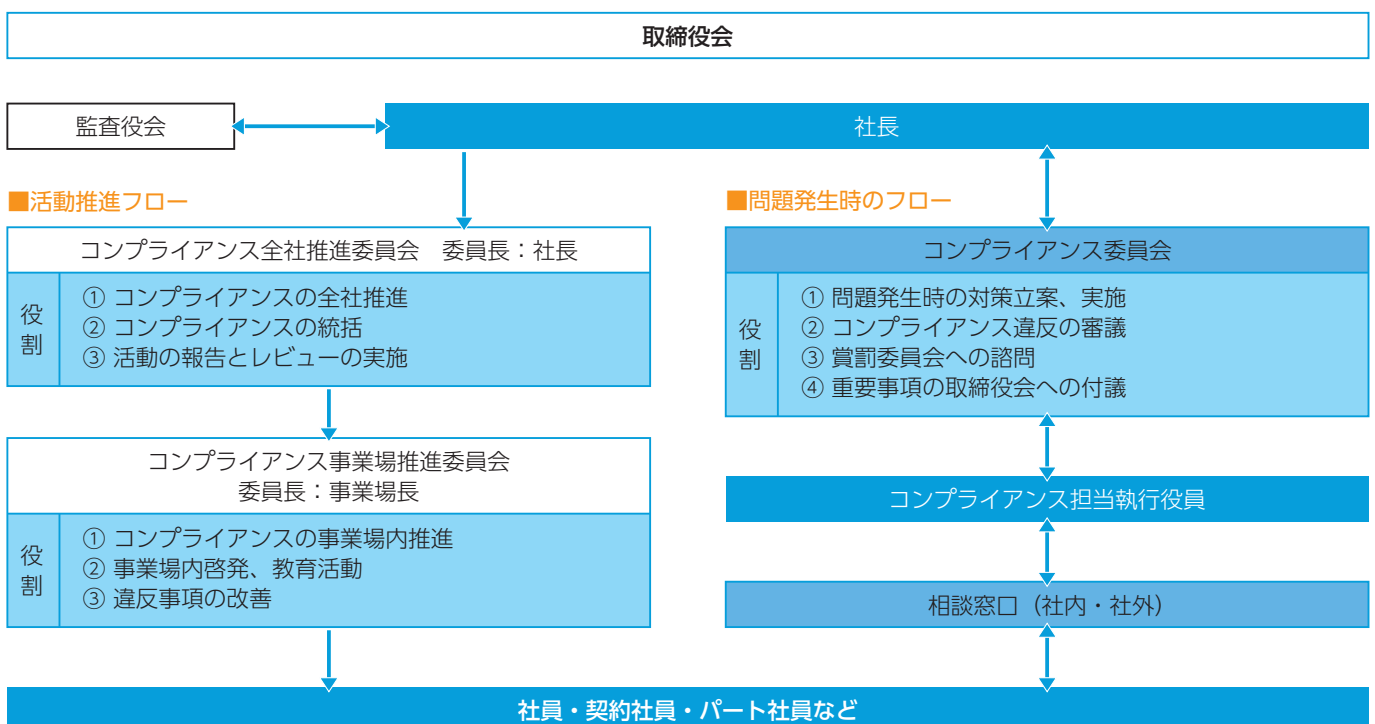 取締役会
監査役会
社長
■活動推進フロー
コンプライアンス全社推進委員会　委員長：社長
役割
① コンプライアンスの全社推進
② コンプライアンスの統括
③ 活動の報告とレビューの実施
コンプライアンス事業場推進委員会
委員長：事業場長
役割
① コンプライアンスの事業場内推進
② 事業場内啓発、教育活動
③ 違反事項の改善
■問題発生時のフロー
コンプライアンス委員会
役割
① 問題発生時の対策立案、実施
② コンプライアンス違反の審議
③ 賞罰委員会への諮問
④ 重要事項の取締役会への付議
コンプライアンス担当執行役員
相談窓口（社内・社外）
社員・契約社員・パート社員など